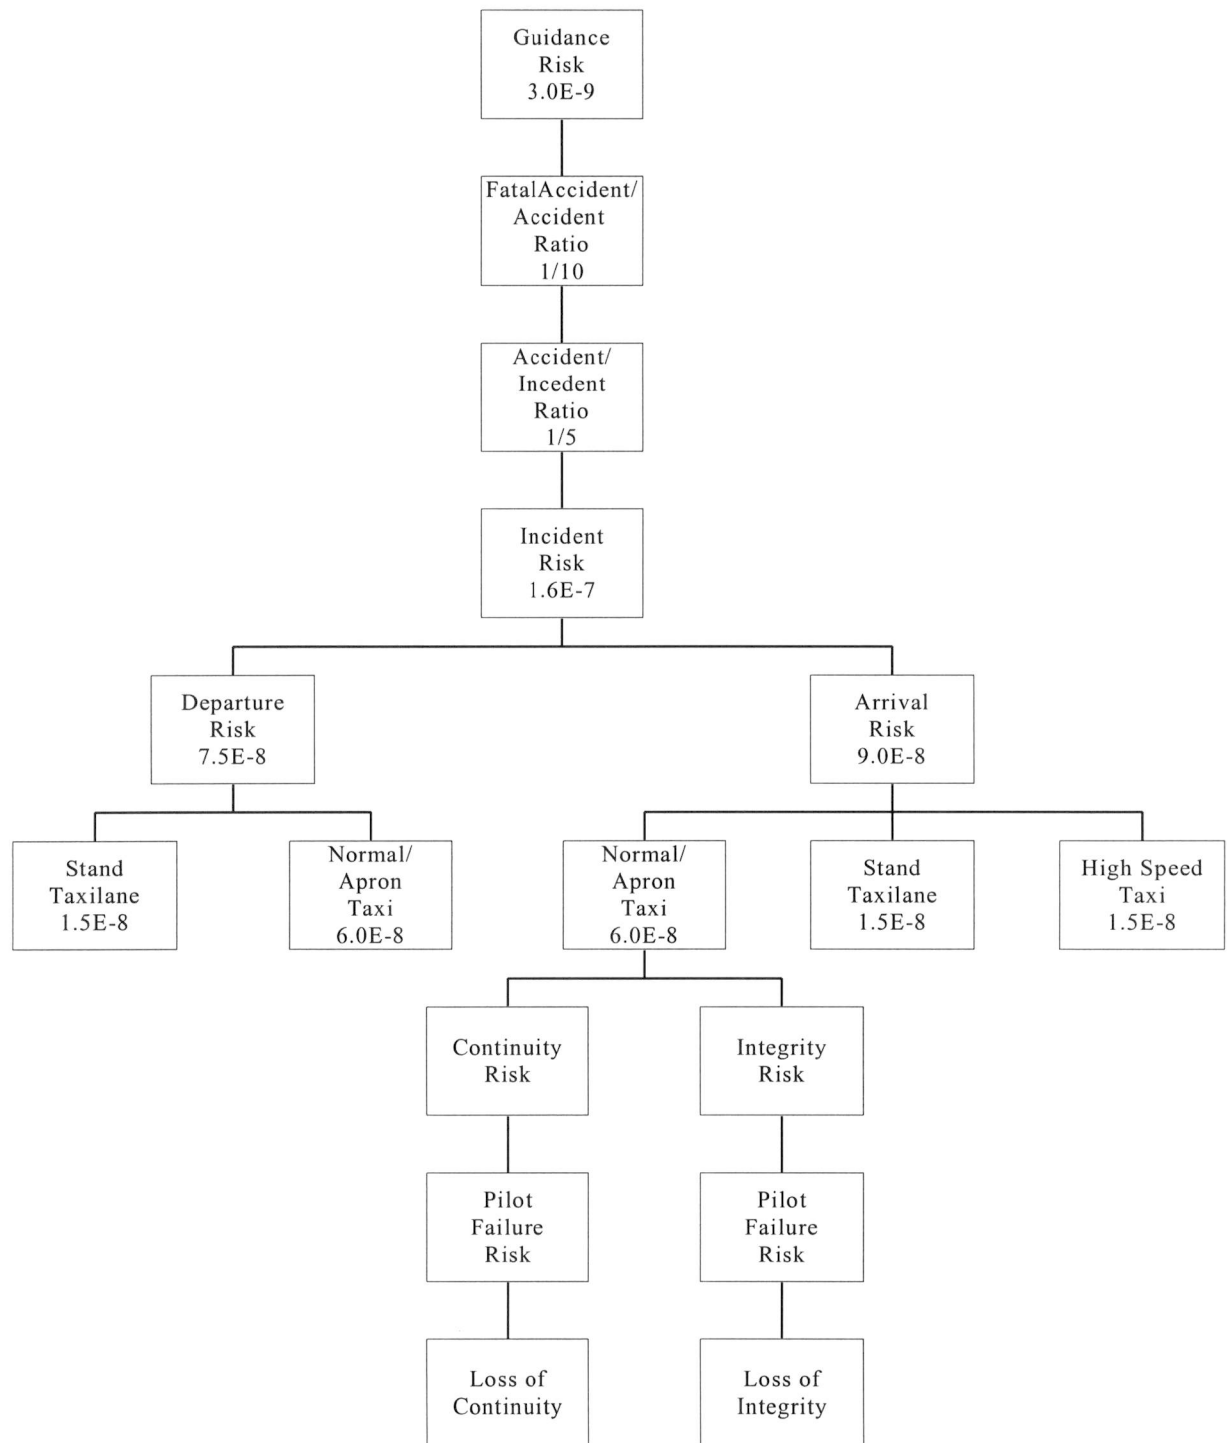 Guidance
Risk
3.0E-9
FatalAccident/
Accident
Ratio
1/10
Accident/
Incedent
Ratio
1/5
Incident
Risk
1.6E-7
Departure
Risk
7.5E-8
Arrival
Risk
9.0E-8
Stand
Taxilane
1.5E-8
Normal/
Apron
Taxi
6.0E-8
Normal/
Apron
Taxi
6.0E-8
Stand
Taxilane
1.5E-8
High Speed
Taxi
1.5E-8
Continuity
Risk
Integrity
Risk
Pilot
Failure
Risk
Pilot
Failure
Risk
Loss of
Continuity
Loss of
Integrity